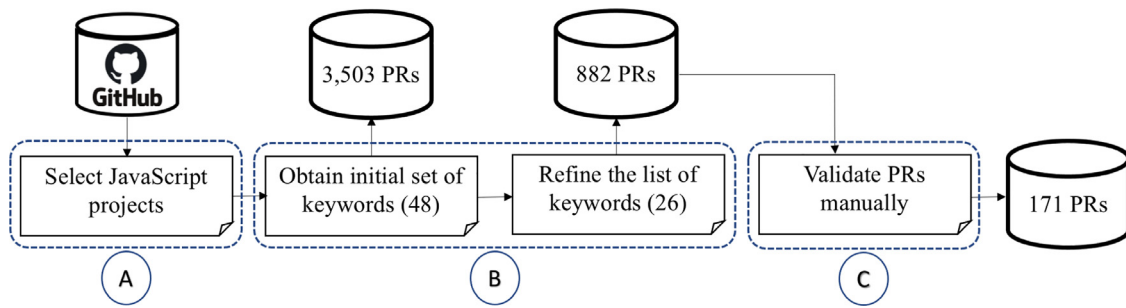 GitHub
3,503 PRs
882 PRs
Select JavaScript
projects
Obtain initial set of
keywords (48)
Refine the list of
keywords (26)
Validate PRs
manually
171 PRs
A
B
C